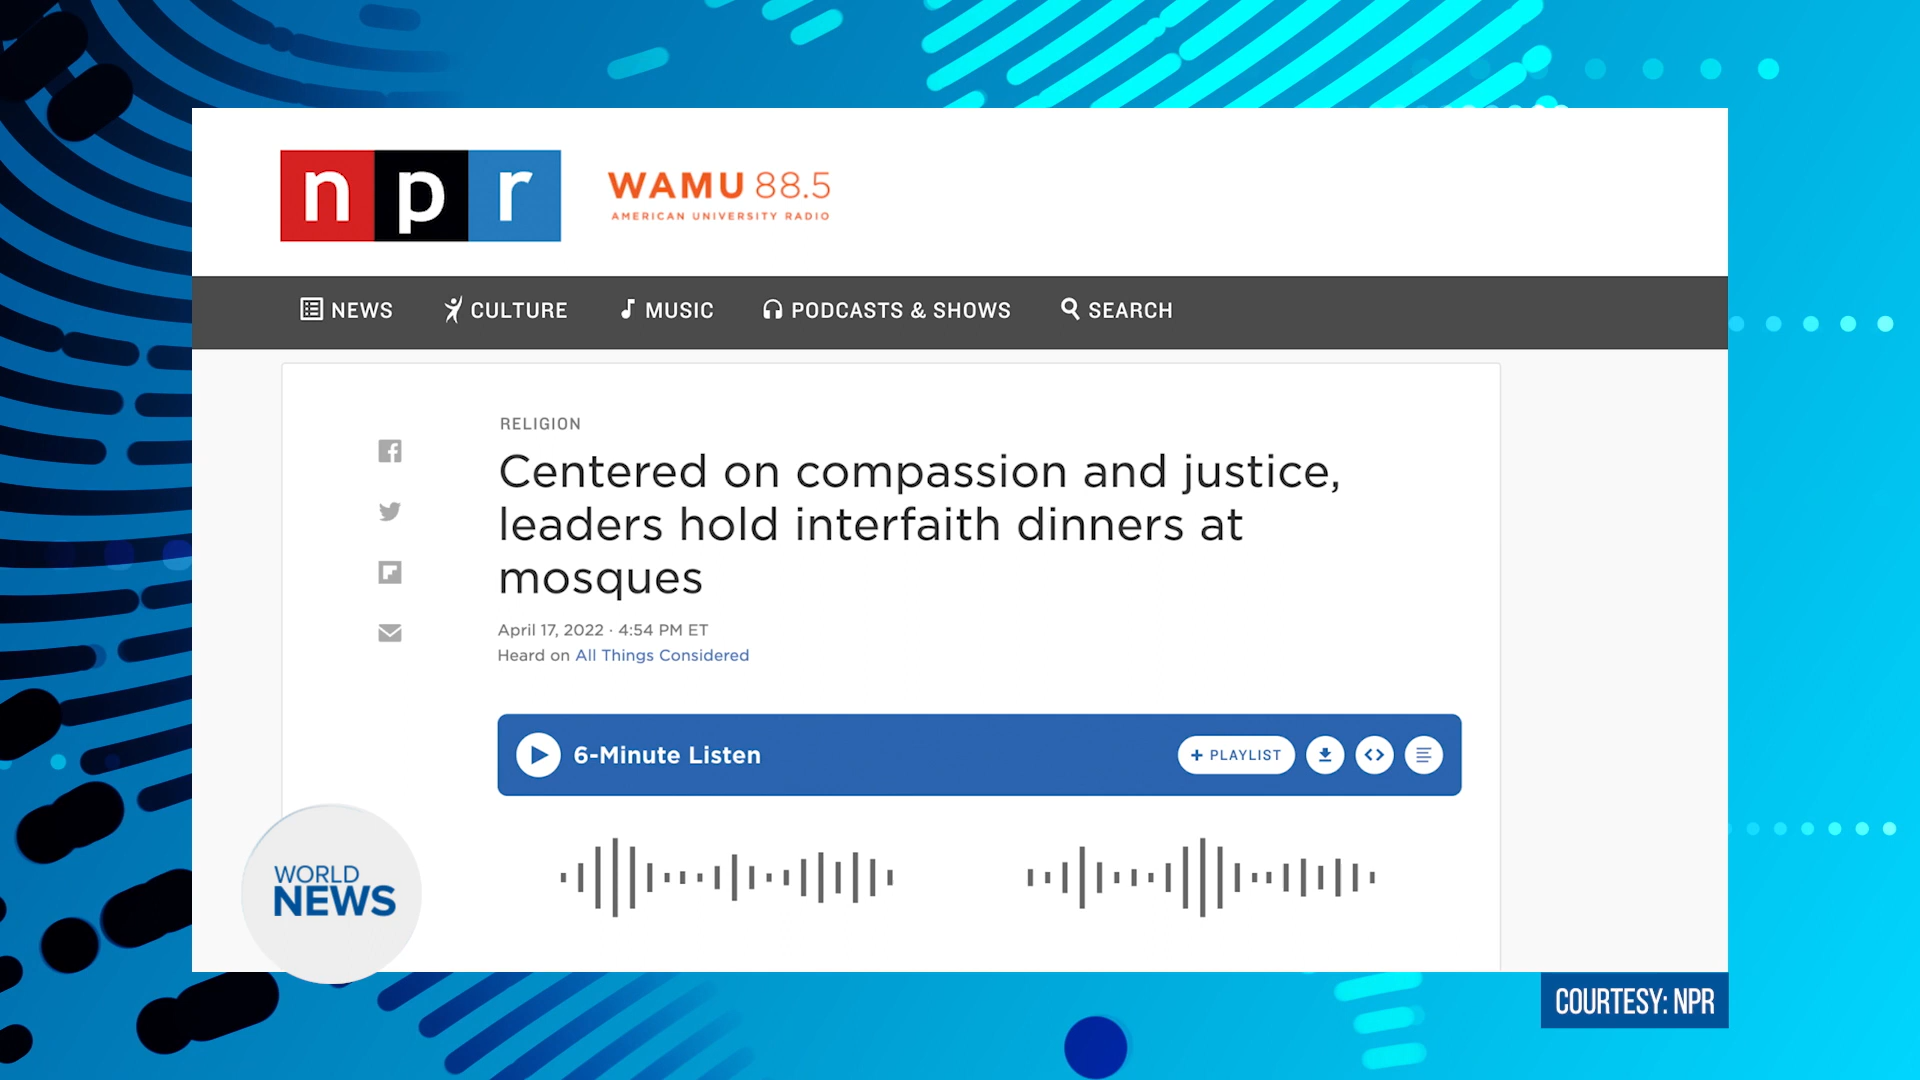 npr
WAMU 88.5
AMERICAN UNIVERSITY RADIO
NEWS CULTURE MUSIC PODCASTS & SHOWS SEARCH
RELIGION
Centered on compassion and justice,
leaders hold interfaith dinners at
mosques
April 17, 2022 · 4:54 PM ET
Heard on All Things Considered
6-Minute Listen
+ PLAYLIST
WORLD
NEWS
COURTESY: NPR